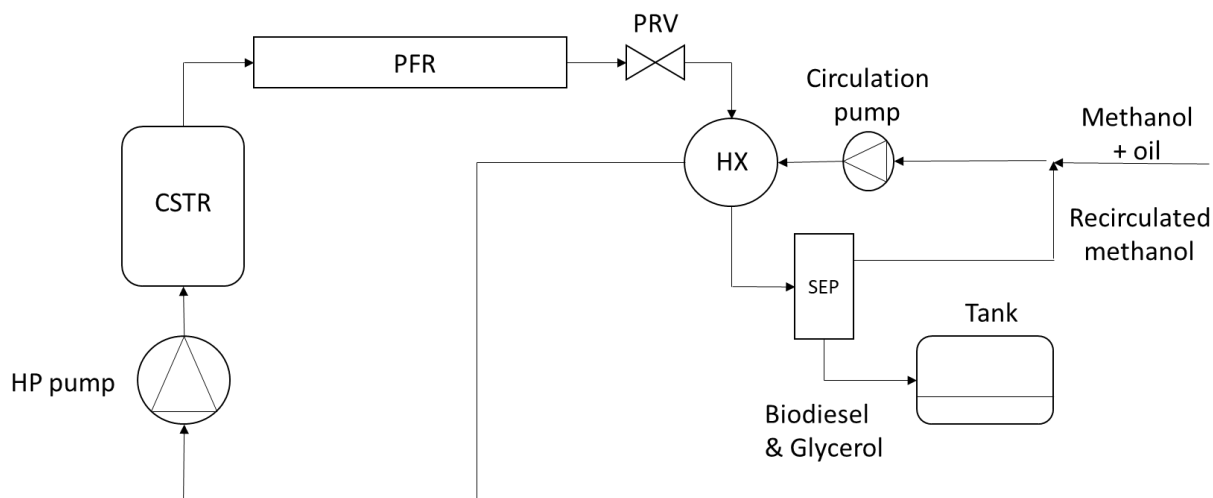 PRV
PFR
Circulation
pump
Methanol
+ oil
HX
CSTR
Recirculated
methanol
SEP
Tank
HP pump
Biodiesel
& Glycerol